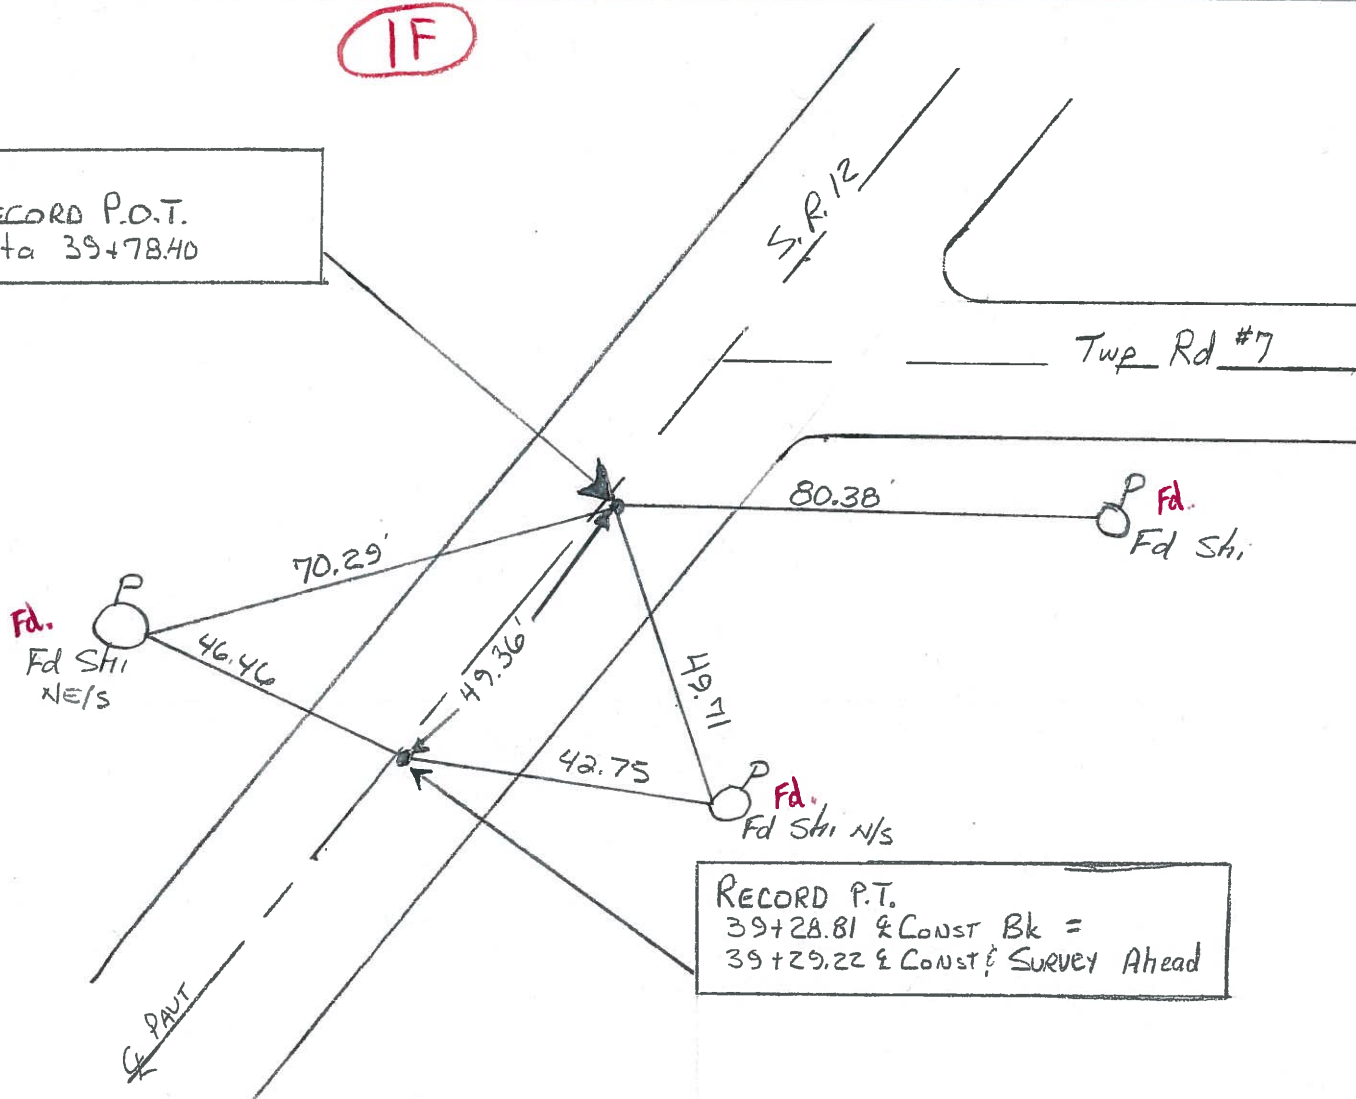 1F
ECORD P.O.T.
ta 39+78.40
S.R. 12
Twp Rd #7
80.38'
Fd.
Fd Shi
70.29'
Fd.
Fd Shi
NE/S
46.46
49.36'
49.71
42.75
Fd.
Fd Shi N/S
RECORD P.T.
39+28.81 ℄ CONST Bk =
39+29.22 ℄ CONST & SURVEY Ahead
℄ PAVT